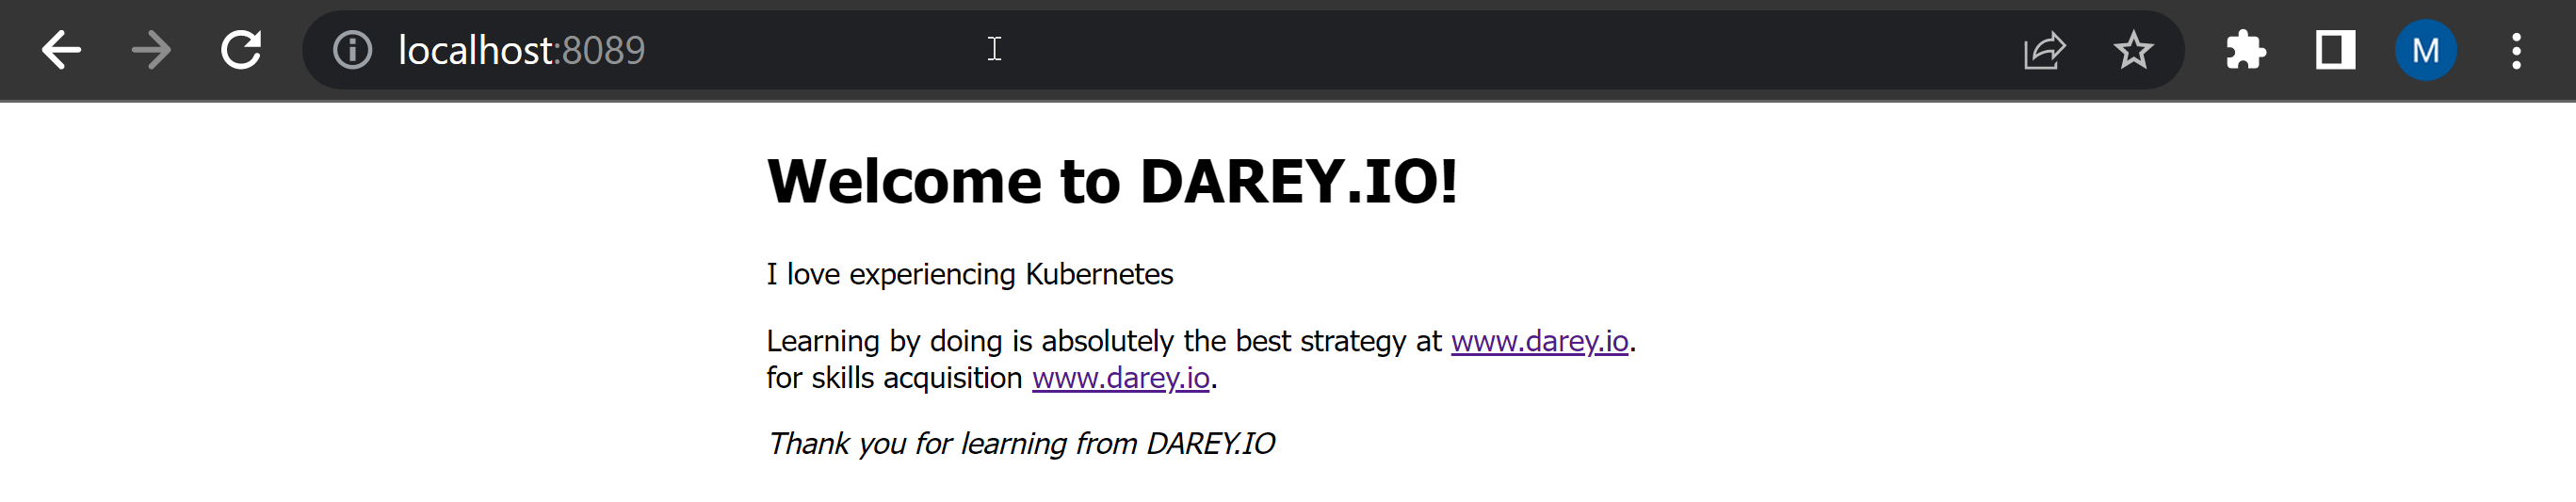 localhost:8089
M
Welcome to DAREY.IO!
I love experiencing Kubernetes
Learning by doing is absolutely the best strategy at www.darey.io.
for skills acquisition www.darey.io.
Thank you for learning from DAREY.IO